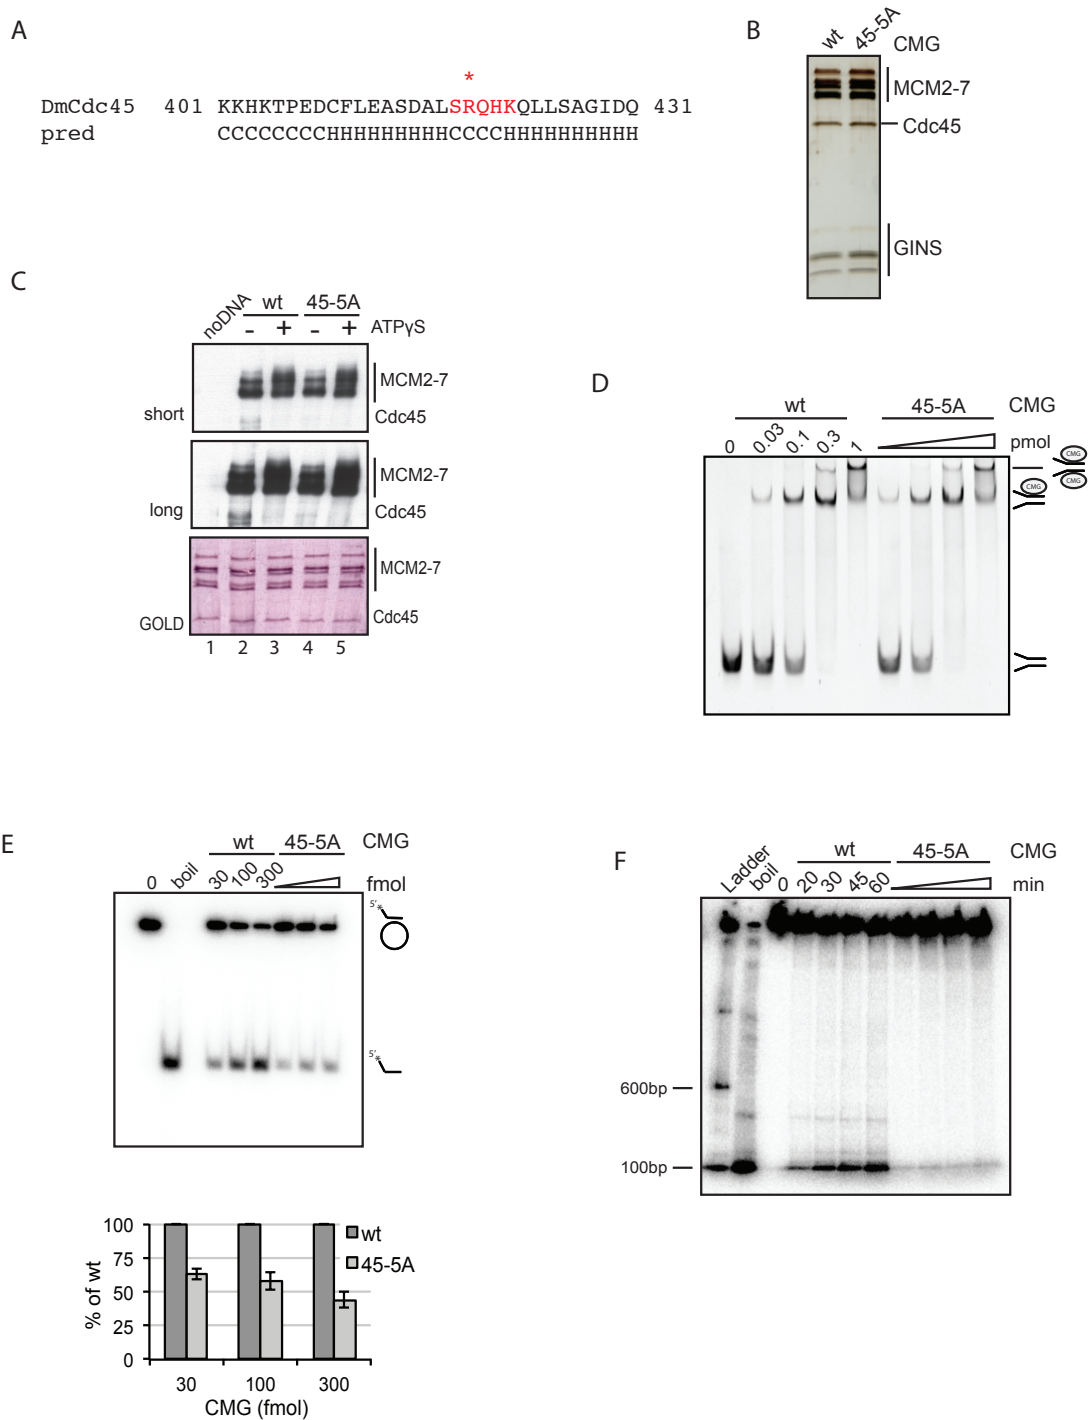 A
*
DmCdc45 401 KKHKTPEDCFLEASDALSRQHKQLLSAGIDQ 431
pred CCCCCCCCHHHHHHHHHCCCCHHHHHHHHHH
B
wt 45-5A CMG
MCM2-7
Cdc45
GINS
C
noDNA wt 45-5A
- + - + ATPγS
MCM2-7
short Cdc45
MCM2-7
long Cdc45
MCM2-7
GOLD Cdc45
1 2 3 4 5
D
wt 45-5A CMG
0 0.03 0.1 0.3 1 pmol
CMG
CMG
CMG
E
wt 45-5A CMG
0 boil 30 100 300 fmol
5' *
5' *
100
75
50
25
0
% of wt
wt
45-5A
30 100 300
CMG (fmol)
F
wt 45-5A CMG
Ladder boil 0 20 30 45 60 min
600bp
100bp